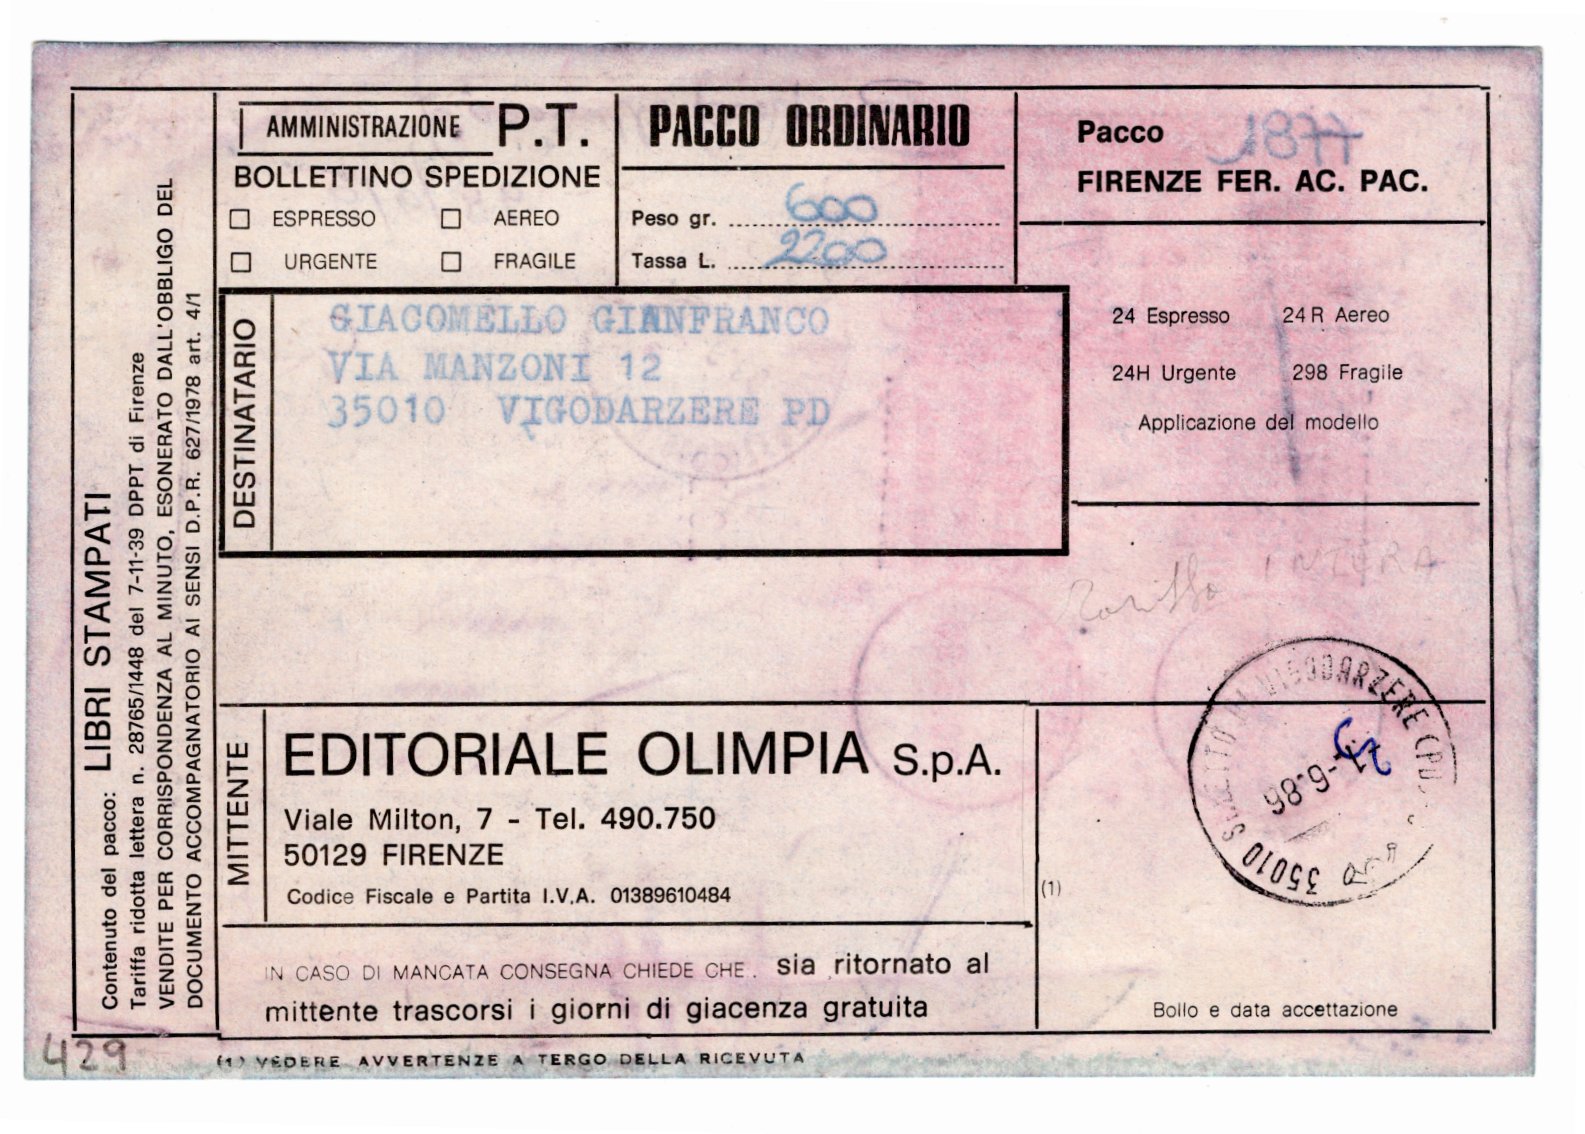 Contenuto del pacco: LIBRI STAMPATI
Tariffa ridotta lettera n. 28765/1448 del 7-11-39 DPPT di Firenze
VENDITE PER CORRISPONDENZA AL MINUTO, ESONERATO DALL'OBBLIGO DEL
DOCUMENTO ACCOMPAGNATORIO AI SENSI D.P.R. 627/1978 art. 4/1
AMMINISTRAZIONE P.T.
BOLLETTINO SPEDIZIONE
ESPRESSO AEREO
URGENTE FRAGILE
PACCO ORDINARIO
Peso gr. 600
Tassa L. 2200
Pacco 1877
FIRENZE FER. AC. PAC.
24 Espresso 24 R Aereo
24H Urgente 298 Fragile
Applicazione del modello
DESTINATARIO
GIACOMELLO GIANFRANCO
VIA MANZONI 12
35010 VIGODARZERE PD
INTERA
MITTENTE
EDITORIALE OLIMPIA S.p.A.
Viale Milton, 7 - Tel. 490.750
50129 FIRENZE
Codice Fiscale e Partita I.V.A. 01389610484
IN CASO DI MANCATA CONSEGNA CHIEDE CHE. sia ritornato al
mittente trascorsi i giorni di giacenza gratuita
(1)
35010 VIGODARZERE (PD)
-6.86
Bollo e data accettazione
429
(1) VEDERE AVVERTENZE A TERGO DELLA RICEVUTA